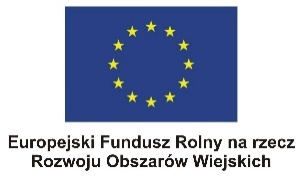 Europejski Fundusz Rolny na rzecz
Rozwoju Obszarów Wiejskich